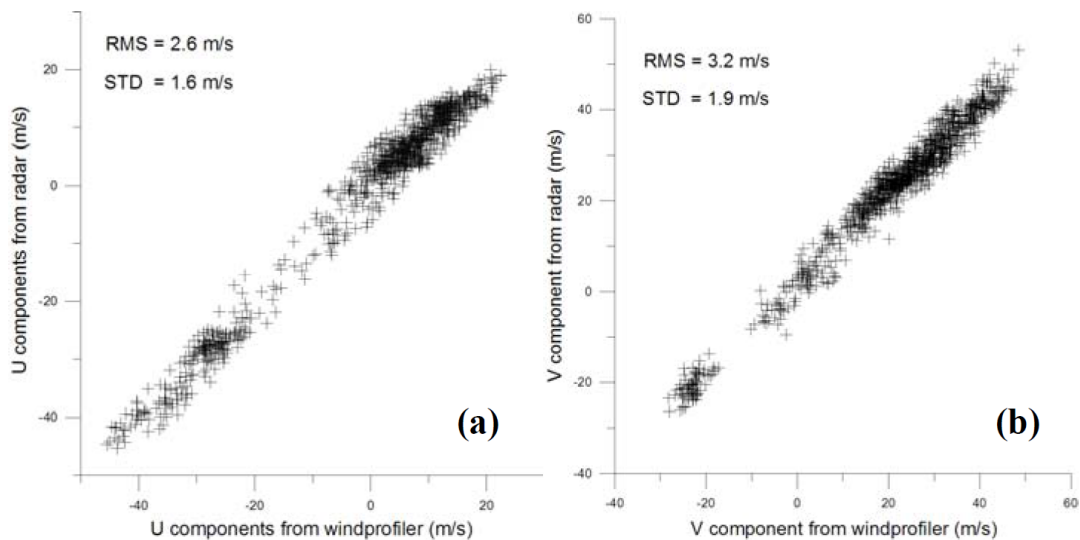 RMS = 2.6 m/s
STD = 1.6 m/s
U components from radar (m/s)
20
0
-20
-40
-40
-20
0
20
U components from windprofiler (m/s)
(a)
RMS = 3.2 m/s
STD = 1.9 m/s
V component from radar (m/s)
60
40
20
0
-20
-40
-40
-20
0
20
40
60
V component from windprofiler (m/s)
(b)